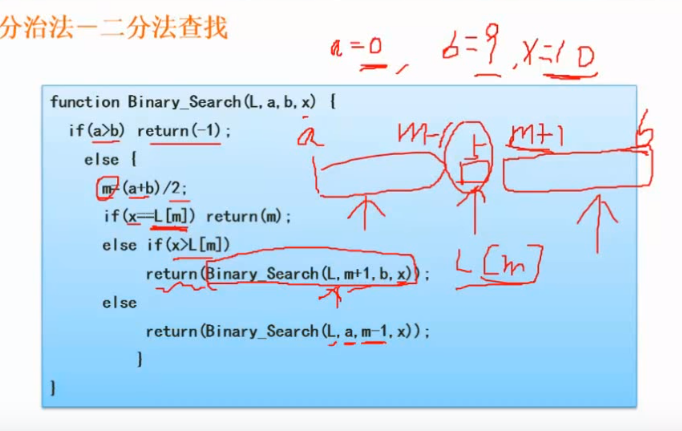 分治法－二分法查找
a=0, b=9, x=10
function Binary_Search(L,a,b,x) {
if(a>b) return(-1);
else {
m=(a+b)/2;
if(x==L[m]) return(m);
else if(x>L[m])
return(Binary_Search(L,m+1,b,x));
else
return(Binary_Search(L,a,m-1,x));
}
}
a m-1 m+1 b
L[m]